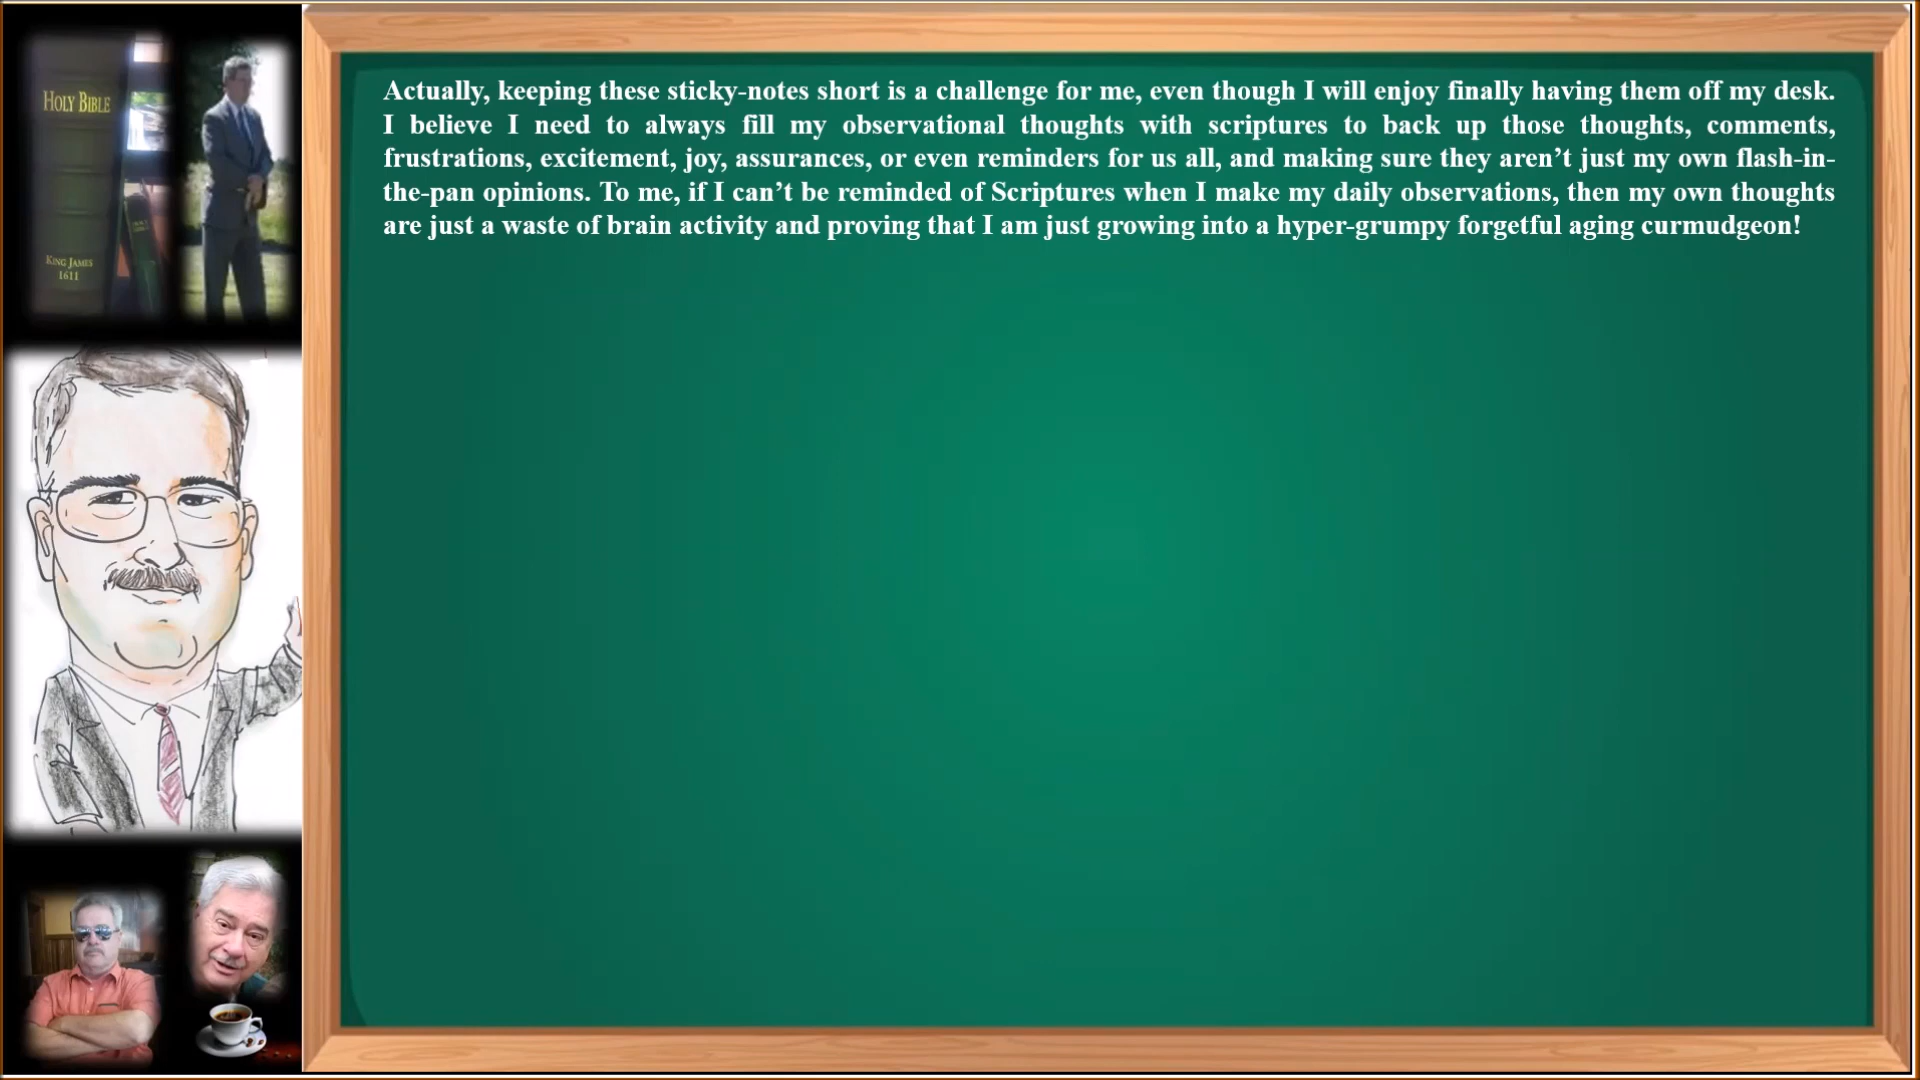 HOLY BIBLE
KING JAMES
1611
Actually, keeping these sticky-notes short is a challenge for me, even though I will enjoy finally having them off my desk.
I believe I need to always fill my observational thoughts with scriptures to back up those thoughts, comments,
frustrations, excitement, joy, assurances, or even reminders for us all, and making sure they aren’t just my own flash-in-
the-pan opinions. To me, if I can’t be reminded of Scriptures when I make my daily observations, then my own thoughts
are just a waste of brain activity and proving that I am just growing into a hyper-grumpy forgetful aging curmudgeon!